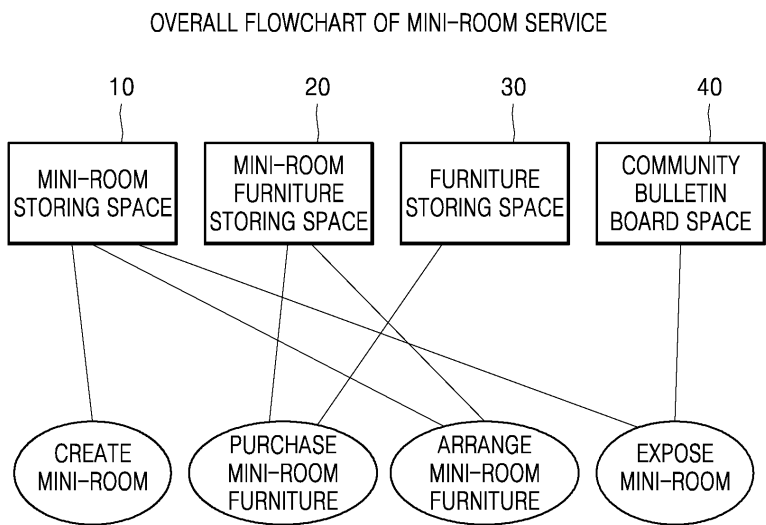 OVERALL FLOWCHART OF MINI-ROOM SERVICE
10
20
30
40
MINI-ROOM
STORING SPACE
MINI-ROOM
FURNITURE
STORING SPACE
FURNITURE
STORING SPACE
COMMUNITY
BULLETIN
BOARD SPACE
CREATE
MINI-ROOM
PURCHASE
MINI-ROOM
FURNITURE
ARRANGE
MINI-ROOM
FURNITURE
EXPOSE
MINI-ROOM